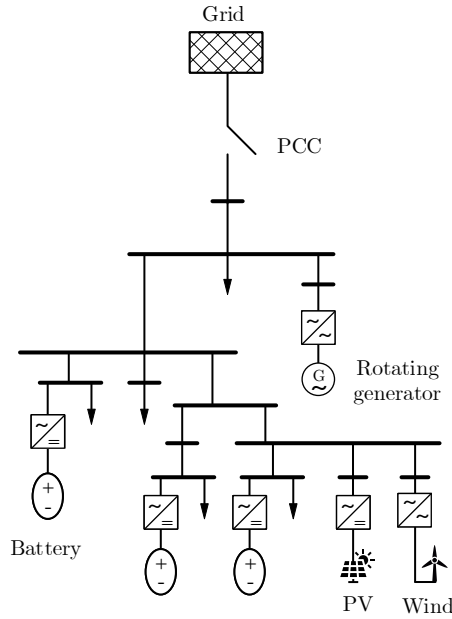 Grid
PCC
G
Rotating
generator
+
-
Battery
+
-
+
-
PV
Wind